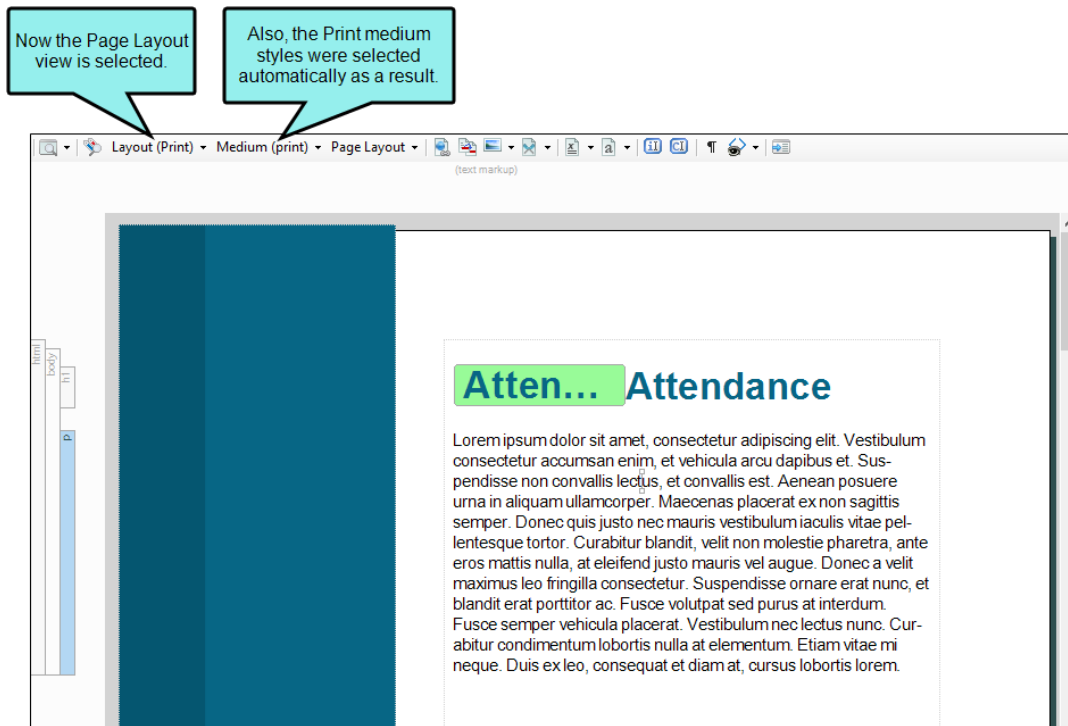 Now the Page Layout
view is selected.
Also, the Print medium
styles were selected
automatically as a result.
Layout (Print) Medium (print) Page Layout
(text markup)
html
body
h1
p
Atten... Attendance
Lorem ipsum dolor sit amet, consectetur adipiscing elit. Vestibulum
consectetur accumsan enim, et vehicula arcu dapibus et. Sus-
pendisse non convallis lectus, et convallis est. Aenean posuere
urna in aliquam ullamcorper. Maecenas placerat ex non sagittis
semper. Donec quis justo nec mauris vestibulum iaculis vitae pel-
lentesque tortor. Curabitur blandit, velit non molestie pharetra, ante
eros mattis nulla, at eleifend justo mauris vel augue. Donec a velit
maximus leo fringilla consectetur. Suspendisse ornare erat nunc, et
blandit erat porttitor ac. Fusce volutpat sed purus at interdum.
Fusce semper vehicula placerat. Vestibulum nec lectus nunc. Cur-
abitur condimentum lobortis nulla at elementum. Etiam vitae mi
neque. Duis ex leo, consequat et diam at, cursus lobortis lorem.